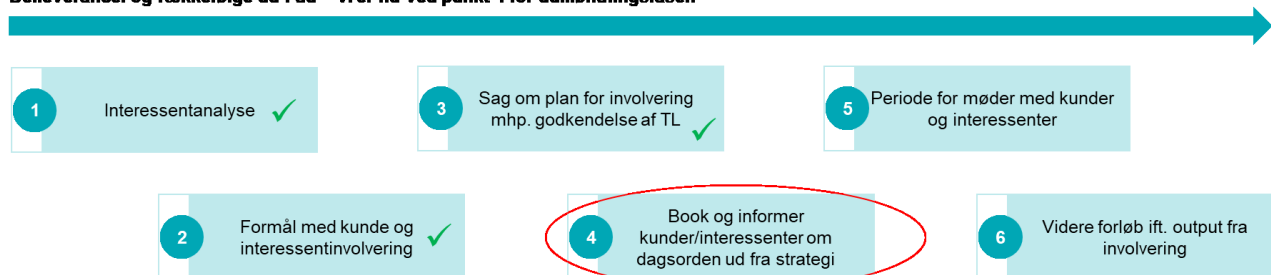 1
Interessentanalyse
3
Sag om plan for involvering
mhp. godkendelse af TL
5
Periode for møder med kunder
og interessenter
2
Formål med kunde og
interessentinvolvering
4
Book og informer
kunder/interessenter om
dagsorden ud fra strategi
6
Videre forløb ift. output fra
involvering